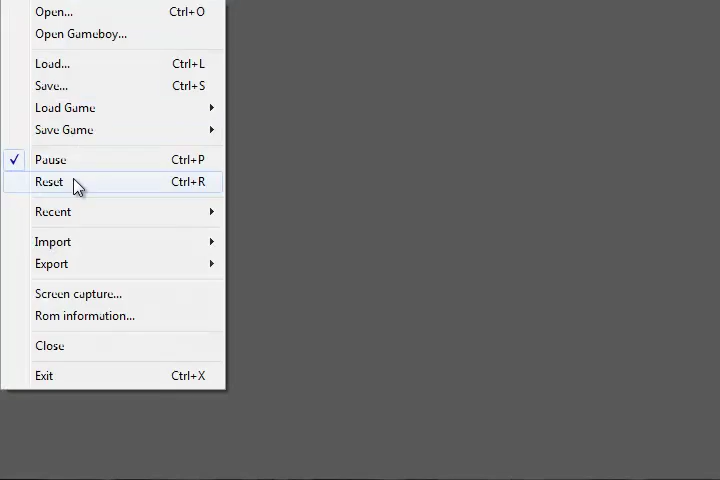 Open... Ctrl+O
Open Gameboy...
Load... Ctrl+L
Save... Ctrl+S
Load Game
Save Game
Pause Ctrl+P
Reset Ctrl+R
Recent
Import
Export
Screen capture...
Rom information...
Close
Exit Ctrl+X